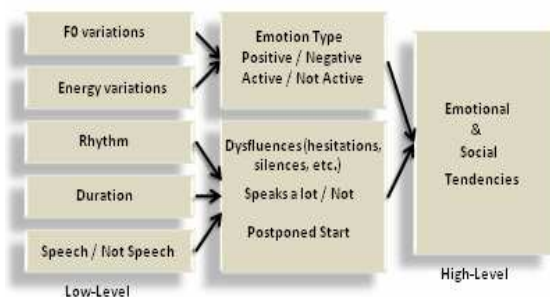 F0 variations
Energy variations
Rhythm
Duration
Speech / Not Speech
Low-Level
Emotion Type
Positive / Negative
Active / Not Active
Dysfluences (hesitations,
silences, etc.)
Speaks a lot / Not
Postponed Start
Emotional
&
Social
Tendencies
High-Level